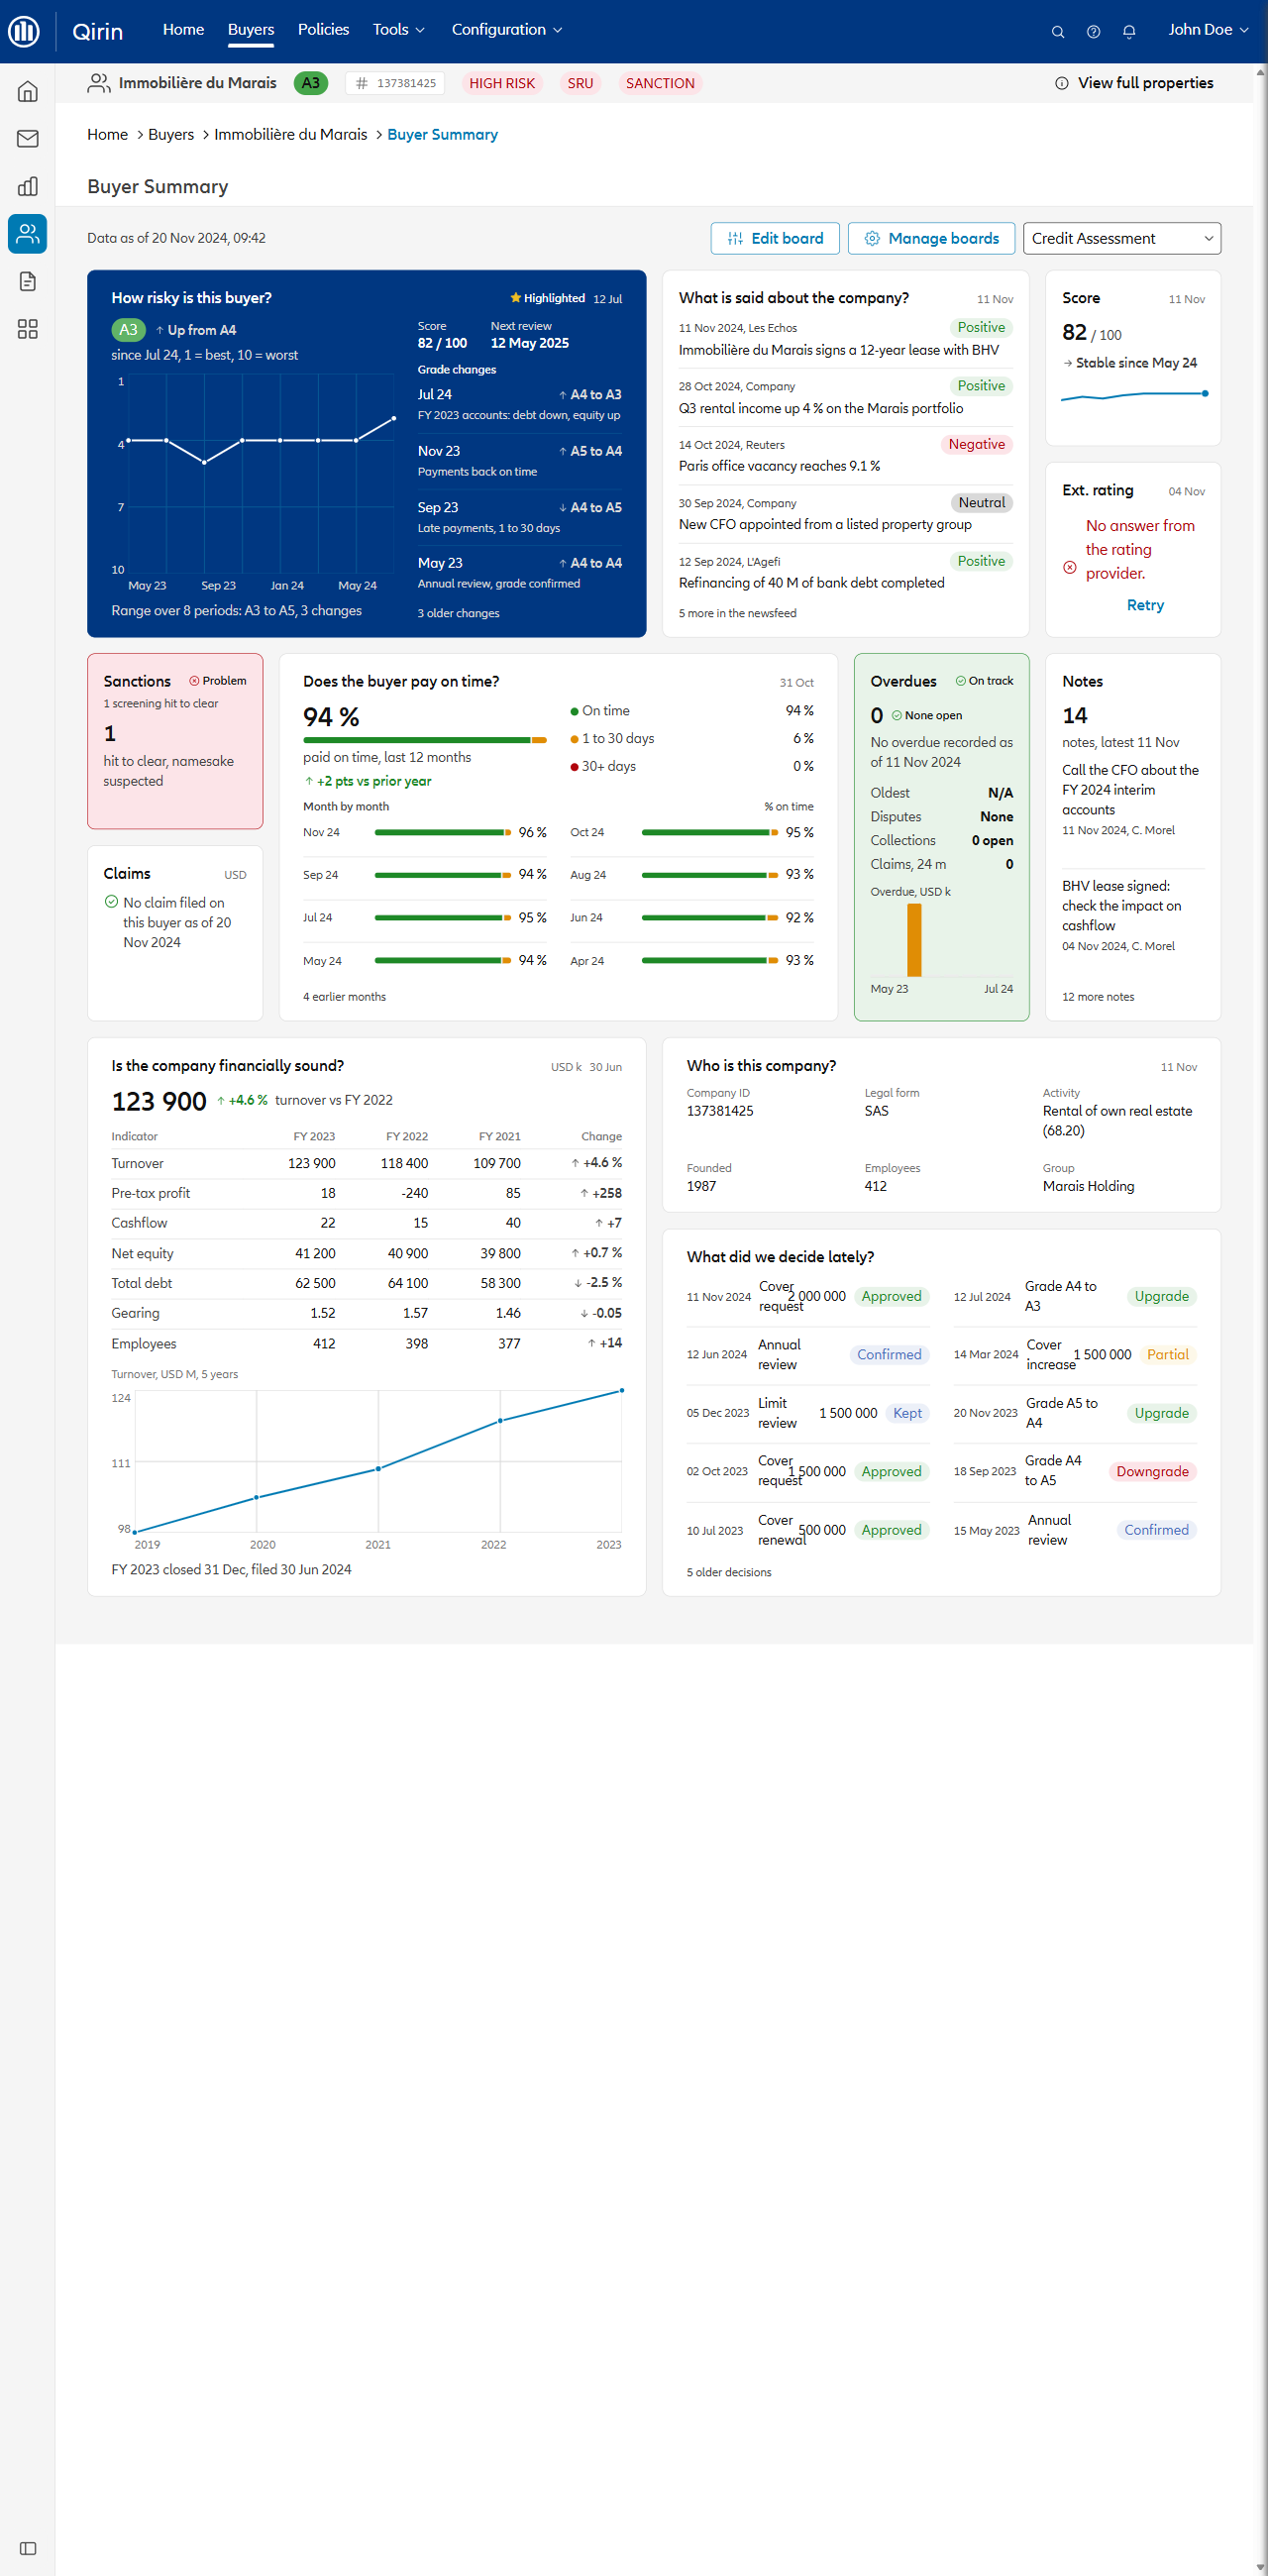 Qirin
Home
Buyers
Policies
Tools
Configuration
John Doe
Immobilière du Marais
A3
# 137381425
HIGH RISK
SRU
SANCTION
View full properties
Home > Buyers > Immobilière du Marais > Buyer Summary
Buyer Summary
Data as of 20 Nov 2024, 09:42
Edit board
Manage boards
Credit Assessment
How risky is this buyer?
Highlighted 12 Jul
A3 ↑ Up from A4
since Jul 24, 1 = best, 10 = worst
1
4
7
10
May 23 Sep 23 Jan 24 May 24
Range over 8 periods: A3 to A5, 3 changes
Score
82 / 100
Next review
12 May 2025
Grade changes
Jul 24 ↑ A4 to A3
FY 2023 accounts: debt down, equity up
Nov 23 ↑ A5 to A4
Payments back on time
Sep 23 ↓ A4 to A5
Late payments, 1 to 30 days
May 23 ↑ A4 to A4
Annual review, grade confirmed
3 older changes
What is said about the company? 11 Nov
11 Nov 2024, Les Echos Positive
Immobilière du Marais signs a 12-year lease with BHV
28 Oct 2024, Company Positive
Q3 rental income up 4 % on the Marais portfolio
14 Oct 2024, Reuters Negative
Paris office vacancy reaches 9.1 %
30 Sep 2024, Company Neutral
New CFO appointed from a listed property group
12 Sep 2024, L'Agefi Positive
Refinancing of 40 M of bank debt completed
5 more in the newsfeed
Score 11 Nov
82 / 100
→ Stable since May 24
Ext. rating 04 Nov
No answer from
the rating
provider.
Retry
Sanctions Problem
1 screening hit to clear
1
hit to clear, namesake
suspected
Claims USD
No claim filed on
this buyer as of 20
Nov 2024
Does the buyer pay on time? 31 Oct
94 %
paid on time, last 12 months
↑ +2 pts vs prior year
On time 94 %
1 to 30 days 6 %
30+ days 0 %
Month by month % on time
Nov 24 96 % Oct 24 95 %
Sep 24 94 % Aug 24 93 %
Jul 24 95 % Jun 24 92 %
May 24 94 % Apr 24 93 %
4 earlier months
Overdues On track
0 None open
No overdue recorded as
of 11 Nov 2024
Oldest N/A
Disputes None
Collections 0 open
Claims, 24 m 0
Overdue, USD k
May 23 Jul 24
Notes
14
notes, latest 11 Nov
Call the CFO about the
FY 2024 interim
accounts
11 Nov 2024, C. Morel
BHV lease signed:
check the impact on
cashflow
04 Nov 2024, C. Morel
12 more notes
Is the company financially sound? USD k 30 Jun
123 900 ↑ +4.6 % turnover vs FY 2022
Indicator FY 2023 FY 2022 FY 2021 Change
Turnover 123 900 118 400 109 700 ↑ +4.6 %
Pre-tax profit 18 -240 85 ↑ +258
Cashflow 22 15 40 ↑ +7
Net equity 41 200 40 900 39 800 ↑ +0.7 %
Total debt 62 500 64 100 58 300 ↓ -2.5 %
Gearing 1.52 1.57 1.46 ↓ -0.05
Employees 412 398 377 ↑ +14
Turnover, USD M, 5 years
124
111
98
2019 2020 2021 2022 2023
FY 2023 closed 31 Dec, filed 30 Jun 2024
Who is this company? 11 Nov
Company ID
137381425
Legal form
SAS
Activity
Rental of own real estate
(68.20)
Founded
1987
Employees
412
Group
Marais Holding
What did we decide lately?
11 Nov 2024 Cover request 2 000 000 Approved
12 Jul 2024 Grade A4 to A3 Upgrade
12 Jun 2024 Annual review Confirmed
14 Mar 2024 Cover increase 1 500 000 Partial
05 Dec 2023 Limit review 1 500 000 Kept
20 Nov 2023 Grade A5 to A4 Upgrade
02 Oct 2023 Cover request 1 500 000 Approved
18 Sep 2023 Grade A4 to A5 Downgrade
10 Jul 2023 Cover renewal 500 000 Approved
15 May 2023 Annual review Confirmed
5 older decisions